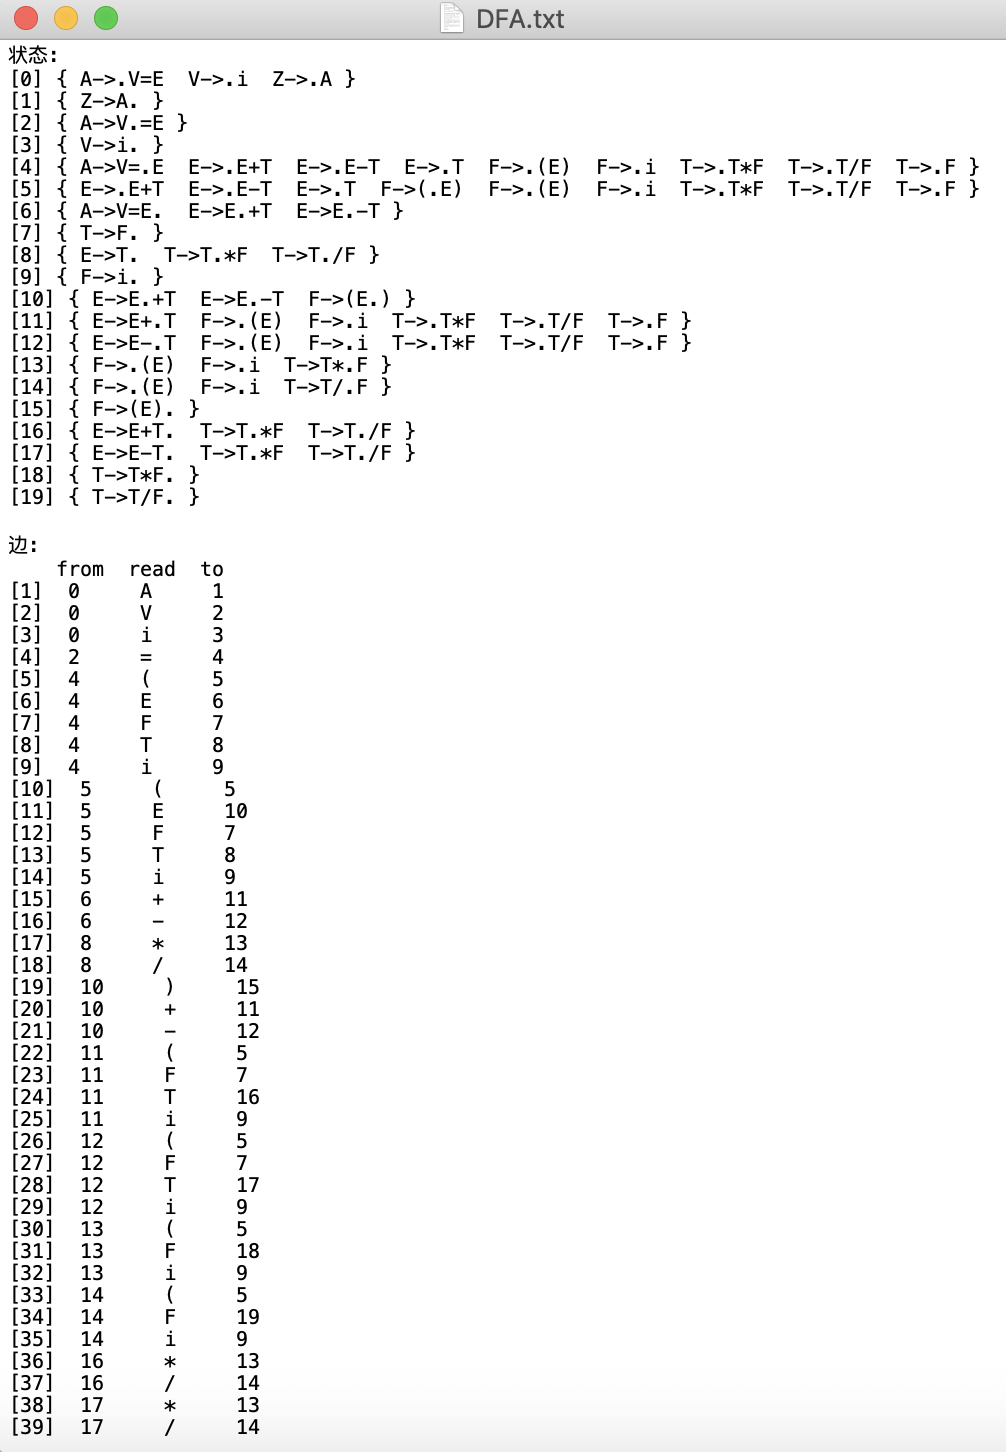 DFA.txt
状态:
[0] { A->.V=E  V->.i  Z->.A }
[1] { Z->A. }
[2] { A->V.=E }
[3] { V->i. }
[4] { A->V=.E  E->.E+T  E->.E-T  E->.T  F->.(E)  F->.i  T->.T*F  T->.T/F  T->.F }
[5] { E->.E+T  E->.E-T  E->.T  F->(.E)  F->.(E)  F->.i  T->.T*F  T->.T/F  T->.F }
[6] { A->V=E.  E->E.+T  E->E.-T }
[7] { T->F. }
[8] { E->T.  T->T.*F  T->T./F }
[9] { F->i. }
[10] { E->E.+T  E->E.-T  F->(E.) }
[11] { E->E+.T  F->.(E)  F->.i  T->.T*F  T->.T/F  T->.F }
[12] { E->E-.T  F->.(E)  F->.i  T->.T*F  T->.T/F  T->.F }
[13] { F->.(E)  F->.i  T->T*.F }
[14] { F->.(E)  F->.i  T->T/.F }
[15] { F->(E). }
[16] { E->E+T.  T->T.*F  T->T./F }
[17] { E->E-T.  T->T.*F  T->T./F }
[18] { T->T*F. }
[19] { T->T/F. }
边:
    from  read  to
[1]  0     A     1
[2]  0     V     2
[3]  0     i     3
[4]  2     =     4
[5]  4     (     5
[6]  4     E     6
[7]  4     F     7
[8]  4     T     8
[9]  4     i     9
[10]  5     (     5
[11]  5     E     10
[12]  5     F     7
[13]  5     T     8
[14]  5     i     9
[15]  6     +     11
[16]  6     -     12
[17]  8     *     13
[18]  8     /     14
[19]  10     )     15
[20]  10     +     11
[21]  10     -     12
[22]  11     (     5
[23]  11     F     7
[24]  11     T     16
[25]  11     i     9
[26]  12     (     5
[27]  12     F     7
[28]  12     T     17
[29]  12     i     9
[30]  13     (     5
[31]  13     F     18
[32]  13     i     9
[33]  14     (     5
[34]  14     F     19
[35]  14     i     9
[36]  16     *     13
[37]  16     /     14
[38]  17     *     13
[39]  17     /     14